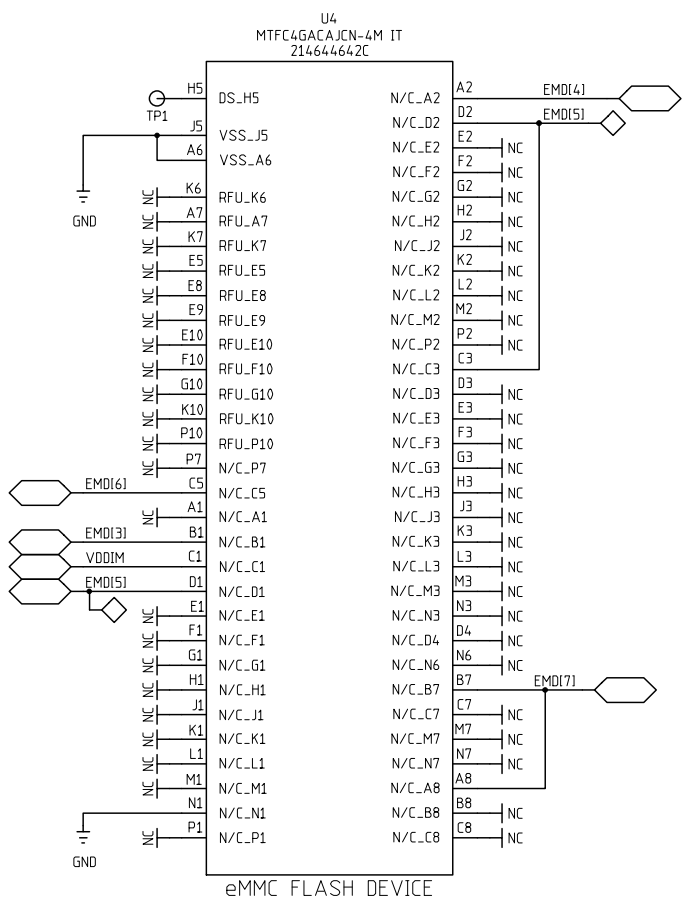 U4
MTFC4GACAJCN-4M IT
214644642C
H5 DS_H5 N/C_A2 A2 EMD[4]
TP1
N/C_D2 D2 EMD[5]
J5 VSS_J5
N/C_E2 E2 NC
A6 VSS_A6
N/C_F2 F2 NC
GND
NC K6 RFU_K6 N/C_G2 G2 NC
NC A7 RFU_A7 N/C_H2 H2 NC
NC K7 RFU_K7 N/C_J2 J2 NC
NC E5 RFU_E5 N/C_K2 K2 NC
NC E8 RFU_E8 N/C_L2 L2 NC
NC E9 RFU_E9 N/C_M2 M2 NC
NC E10 RFU_E10 N/C_P2 P2 NC
NC F10 RFU_F10 N/C_C3 C3
NC G10 RFU_G10 N/C_D3 D3 NC
NC K10 RFU_K10 N/C_E3 E3 NC
NC P10 RFU_P10 N/C_F3 F3 NC
NC P7 N/C_P7 N/C_G3 G3 NC
EMD[6] C5 N/C_C5 N/C_H3 H3 NC
NC A1 N/C_A1 N/C_J3 J3 NC
EMD[3] B1 N/C_B1 N/C_K3 K3 NC
VDDIM C1 N/C_C1 N/C_L3 L3 NC
EMD[5] D1 N/C_D1 N/C_M3 M3 NC
NC E1 N/C_E1 N/C_N3 N3 NC
NC F1 N/C_F1 N/C_D4 D4 NC
NC G1 N/C_G1 N/C_N6 N6 NC
NC H1 N/C_H1 N/C_B7 B7 EMD[7]
NC J1 N/C_J1 N/C_C7 C7 NC
NC K1 N/C_K1 N/C_M7 M7 NC
NC L1 N/C_L1 N/C_N7 N7 NC
NC M1 N/C_M1 N/C_A8 A8
N1 N/C_N1 N/C_B8 B8 NC
NC P1 N/C_P1 N/C_C8 C8 NC
GND
eMMC FLASH DEVICE